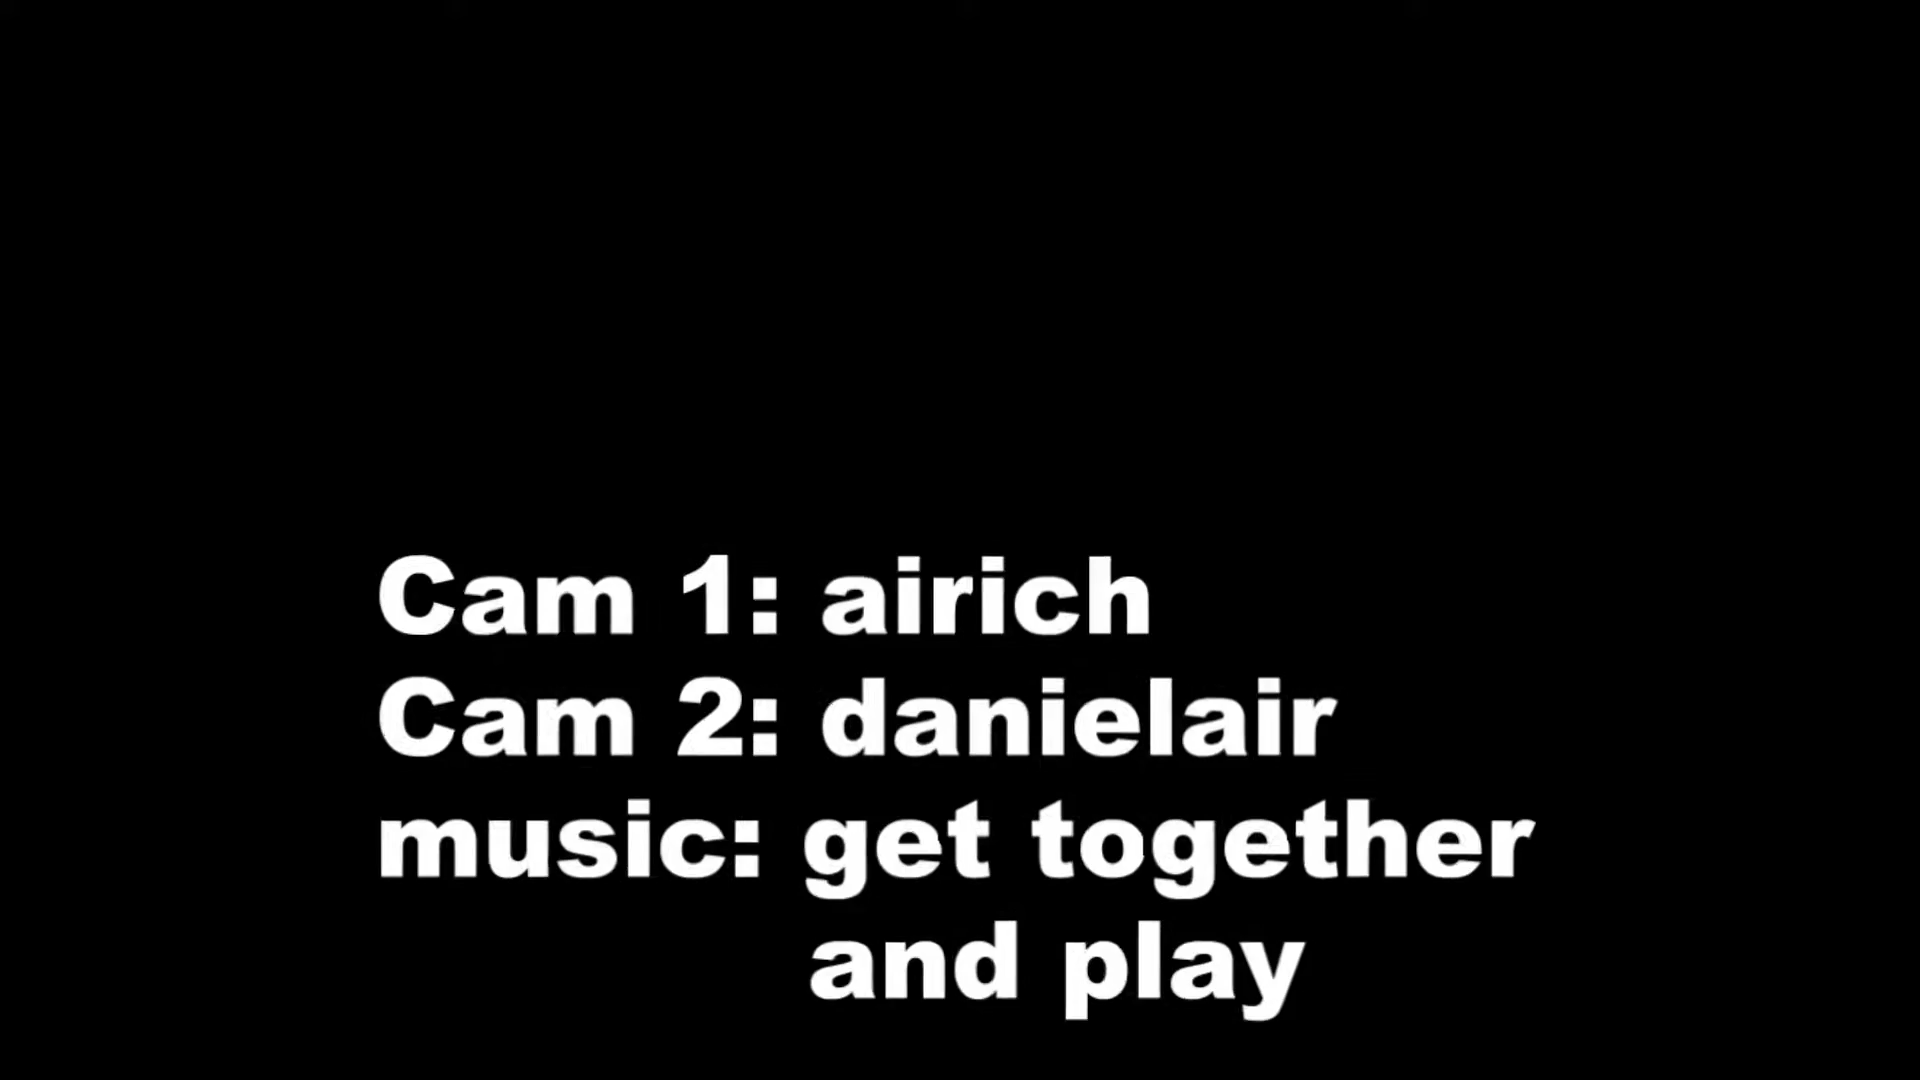 Cam 1: airich
Cam 2: danielair
music: get together
and play